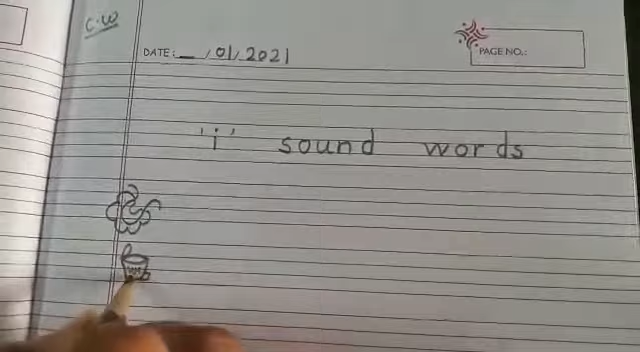 C.W
DATE: __/01/2021
PAGE NO.:
'i' sound words